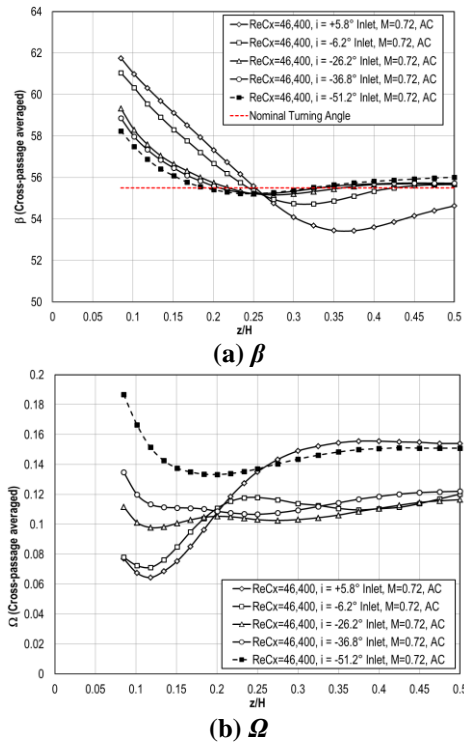 64
62
60
58
56
54
52
50
β (Cross-passage averaged)
ReCx=46,400, i = +5.8° Inlet, M=0.72, AC
ReCx=46,400, i = -6.2° Inlet, M=0.72, AC
ReCx=46,400, i = -26.2° Inlet, M=0.72, AC
ReCx=46,400, i = -36.8° Inlet, M=0.72, AC
ReCx=46,400, i = -51.2° Inlet, M=0.72, AC
Nominal Turning Angle
0 0.05 0.1 0.15 0.2 0.25 0.3 0.35 0.4 0.45 0.5
z/H
(a) β
0.2
0.18
0.16
0.14
0.12
0.1
0.08
0.06
0.04
0.02
0
Ω (Cross-passage averaged)
ReCx=46,400, i = +5.8° Inlet, M=0.72, AC
ReCx=46,400, i = -6.2° Inlet, M=0.72, AC
ReCx=46,400, i = -26.2° Inlet, M=0.72, AC
ReCx=46,400, i = -36.8° Inlet, M=0.72, AC
ReCx=46,400, i = -51.2° Inlet, M=0.72, AC
0 0.05 0.1 0.15 0.2 0.25 0.3 0.35 0.4 0.45 0.5
z/H
(b) Ω